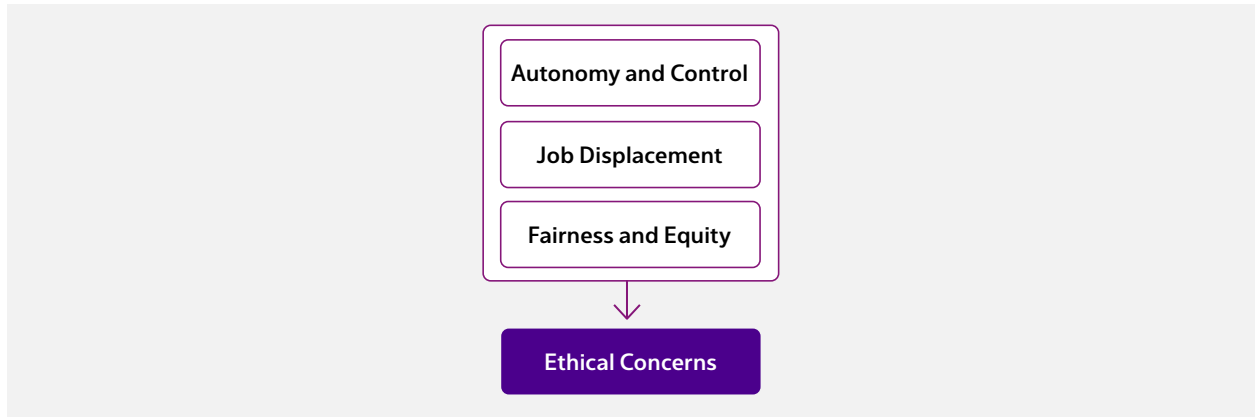 Autonomy and Control
Job Displacement
Fairness and Equity
Ethical Concerns